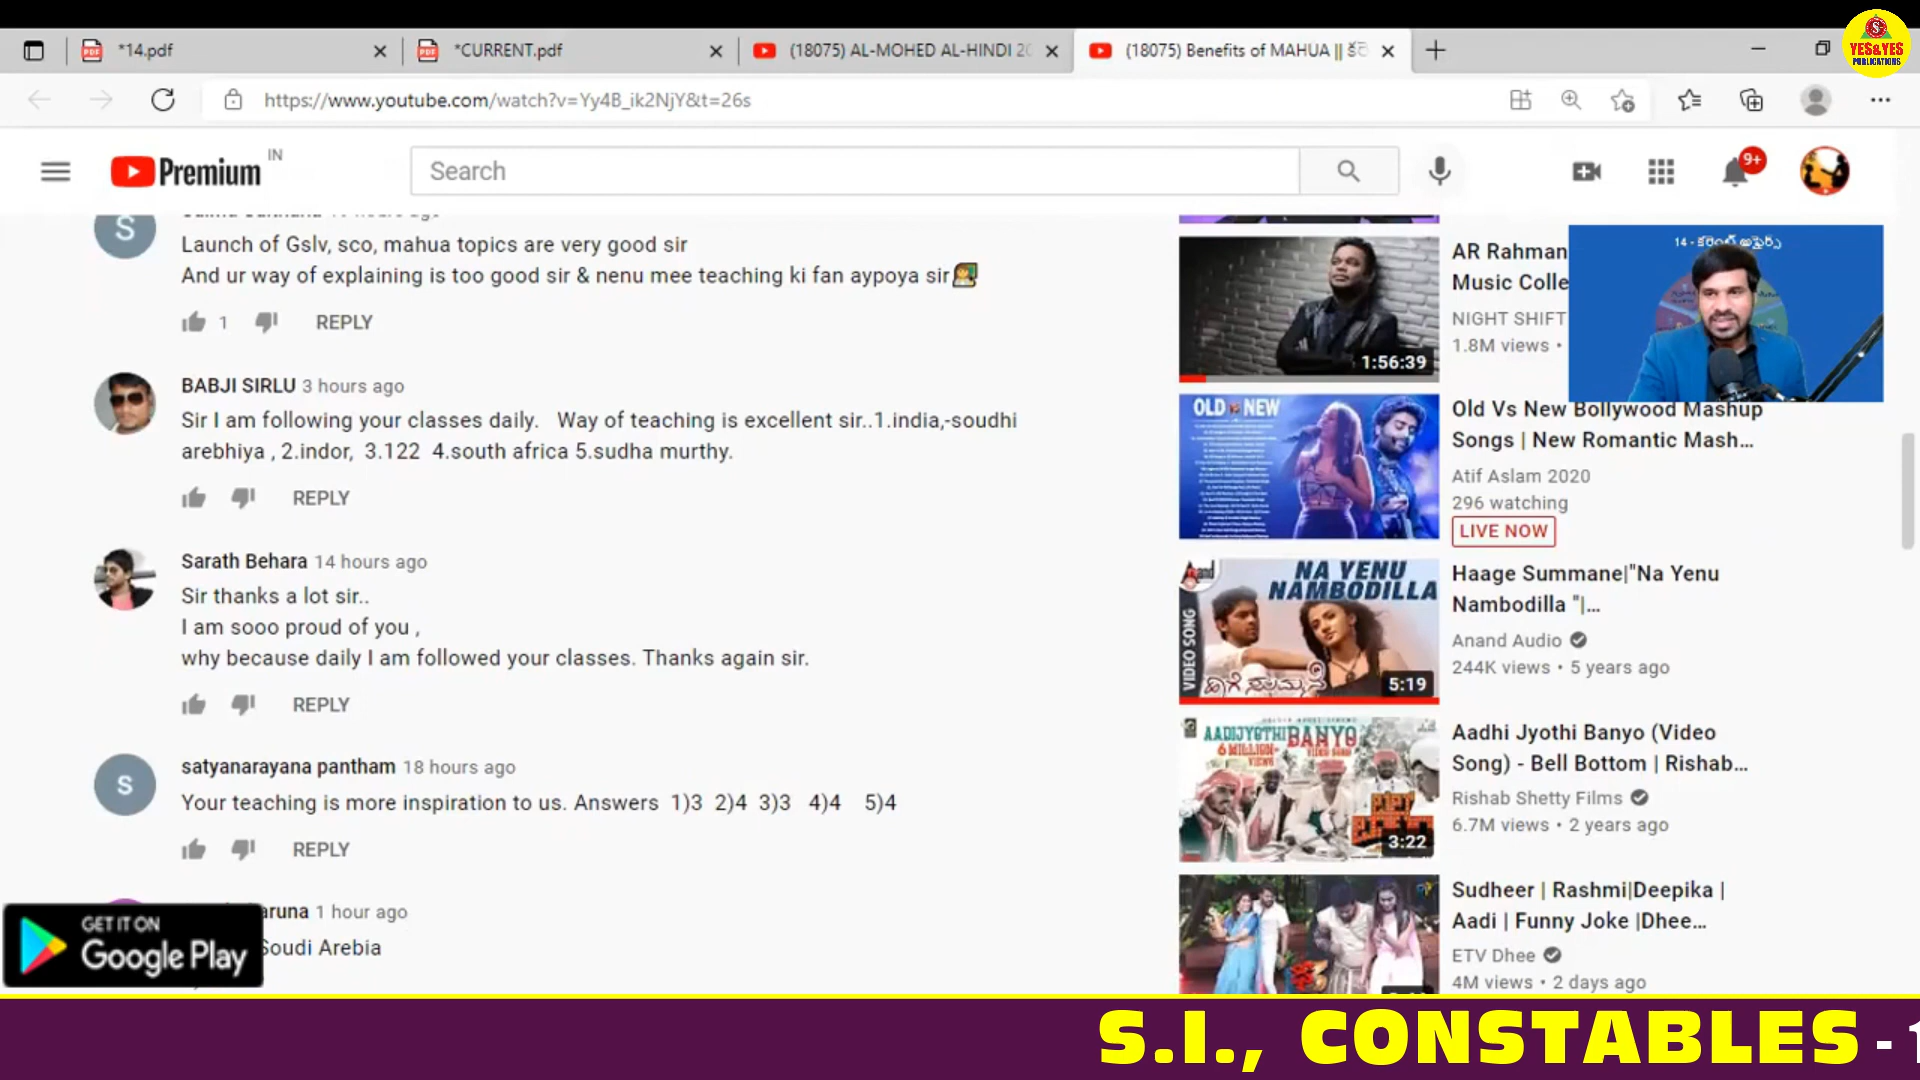 *14.pdf
*CURRENT.pdf
(18075) AL-MOHED AL-HINDI 20
(18075) Benefits of MAHUA ||
YES&YES
PUBLICATIONS
https://www.youtube.com/watch?v=Yy4B_ik2NjY&t=26s
Premium IN
Search
9+
S
Launch of Gslv, sco, mahua topics are very good sir
And ur way of explaining is too good sir & nenu mee teaching ki fan aypoya sir
1 REPLY
BABJI SIRLU 3 hours ago
Sir I am following your classes daily. Way of teaching is excellent sir..1.india,-soudhi
arebhiya , 2.indor, 3.122 4.south africa 5.sudha murthy.
REPLY
Sarath Behara 14 hours ago
Sir thanks a lot sir..
I am sooo proud of you ,
why because daily I am followed your classes. Thanks again sir.
REPLY
S
satyanarayana pantham 18 hours ago
Your teaching is more inspiration to us. Answers 1)3 2)4 3)3 4)4 5)4
REPLY
aruna 1 hour ago
Soudi Arebia
GET IT ON
Google Play
1:56:39
AR Rahman
Music Colle
NIGHT SHIFT
1.8M views •
14 - కరెంట్ అఫైర్స్
OLD vs NEW
Old Vs New Bollywood Mashup
Songs | New Romantic Mash...
Atif Aslam 2020
296 watching
LIVE NOW
Anand
NA YENU
NAMBODILLA
VIDEO SONG
ಹಾಗೆ ಸುಮ್ಮನೆ
5:19
Haage Summane|"Na Yenu
Nambodilla "|...
Anand Audio
244K views • 5 years ago
AADIJYOTHI BANYO
6 MILLION+
VIEWS
VIDEO SONG
3:22
Aadhi Jyothi Banyo (Video
Song) - Bell Bottom | Rishab...
Rishab Shetty Films
6.7M views • 2 years ago
Sudheer | Rashmi|Deepika |
Aadi | Funny Joke |Dhee...
ETV Dhee
4M views • 2 days ago
S.I., CONSTABLES - 1